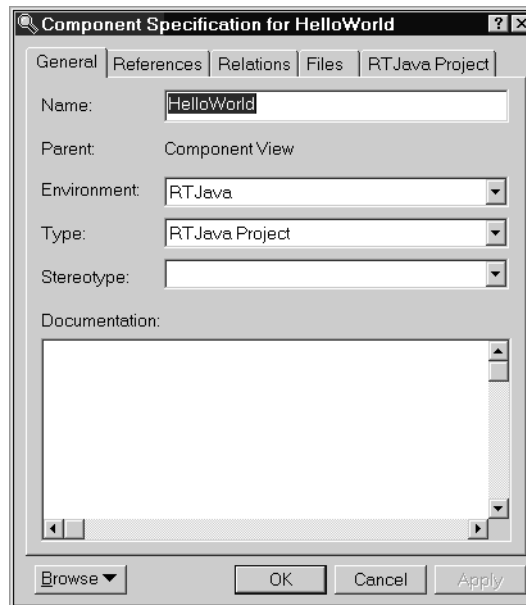 Component Specification for HelloWorld ? X
General References Relations Files RTJava Project
Name: HelloWorld
Parent: Component View
Environment: RTJava
Type: RTJava Project
Stereotype:
Documentation:
Browse OK Cancel Apply